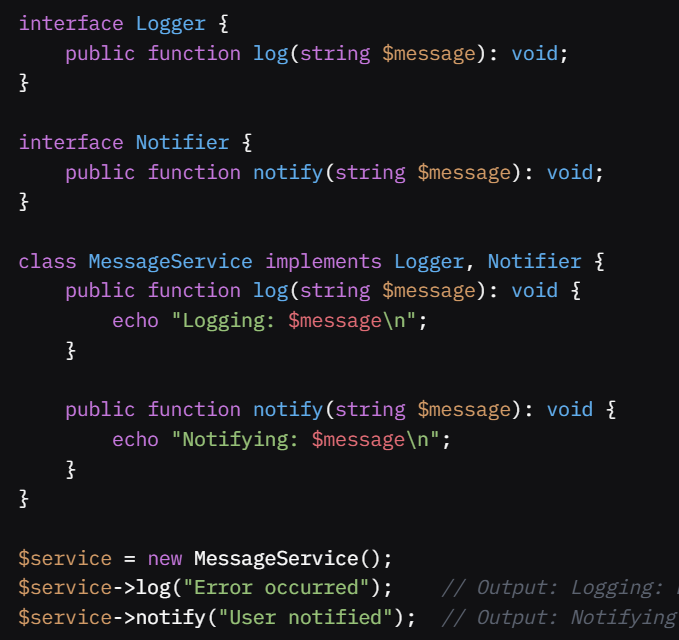 interface Logger {
    public function log(string $message): void;
}

interface Notifier {
    public function notify(string $message): void;
}

class MessageService implements Logger, Notifier {
    public function log(string $message): void {
        echo "Logging: $message\n";
    }

    public function notify(string $message): void {
        echo "Notifying: $message\n";
    }
}

$service = new MessageService();
$service->log("Error occurred");    // Output: Logging:
$service->notify("User notified");  // Output: Notifying